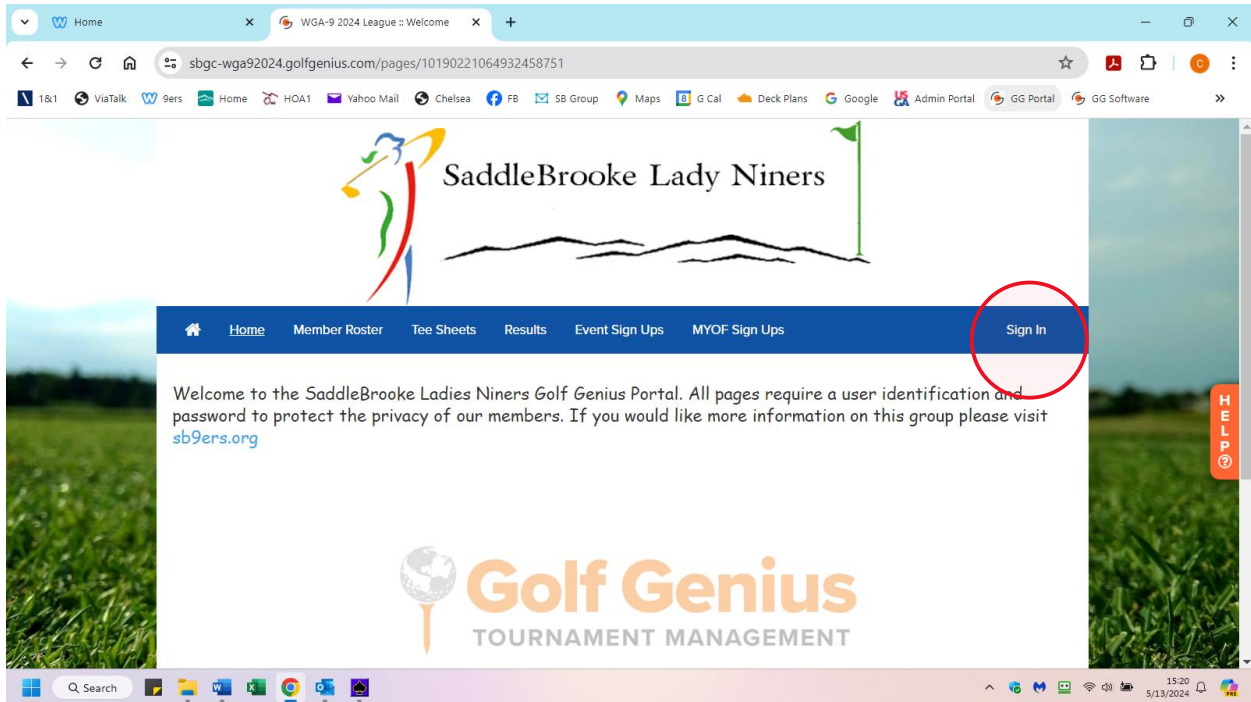 Home
WGA-9 2024 League :: Welcome
sbgc-wga92024.golfgenius.com/pages/10190221064932458751
C
1&1 ViaTalk 9ers Home HOA1 Yahoo Mail Chelsea FB SB Group Maps 8 G Cal Deck Plans Google Admin Portal GG Portal GG Software »
SaddleBrooke Lady Niners
Home Member Roster Tee Sheets Results Event Sign Ups MYOF Sign Ups Sign In
Welcome to the SaddleBrooke Ladies Niners Golf Genius Portal. All pages require a user identification and
password to protect the privacy of our members. If you would like more information on this group please visit
sb9ers.org
HELP?
Golf Genius
TOURNAMENT MANAGEMENT
Search
15:20
5/13/2024
PRE